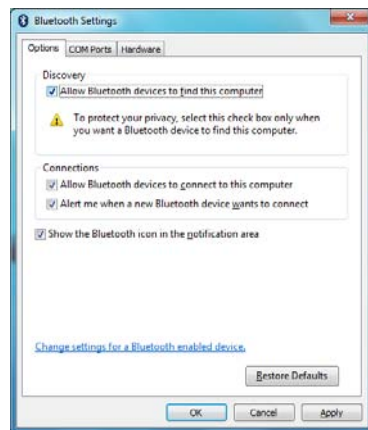 Bluetooth Settings
Options COM Ports Hardware
Discovery
Allow Bluetooth devices to find this computer
To protect your privacy, select this check box only when
you want a Bluetooth device to find this computer.
Connections
Allow Bluetooth devices to connect to this computer
Alert me when a new Bluetooth device wants to connect
Show the Bluetooth icon in the notification area
Change settings for a Bluetooth enabled device.
Restore Defaults
OK Cancel Apply